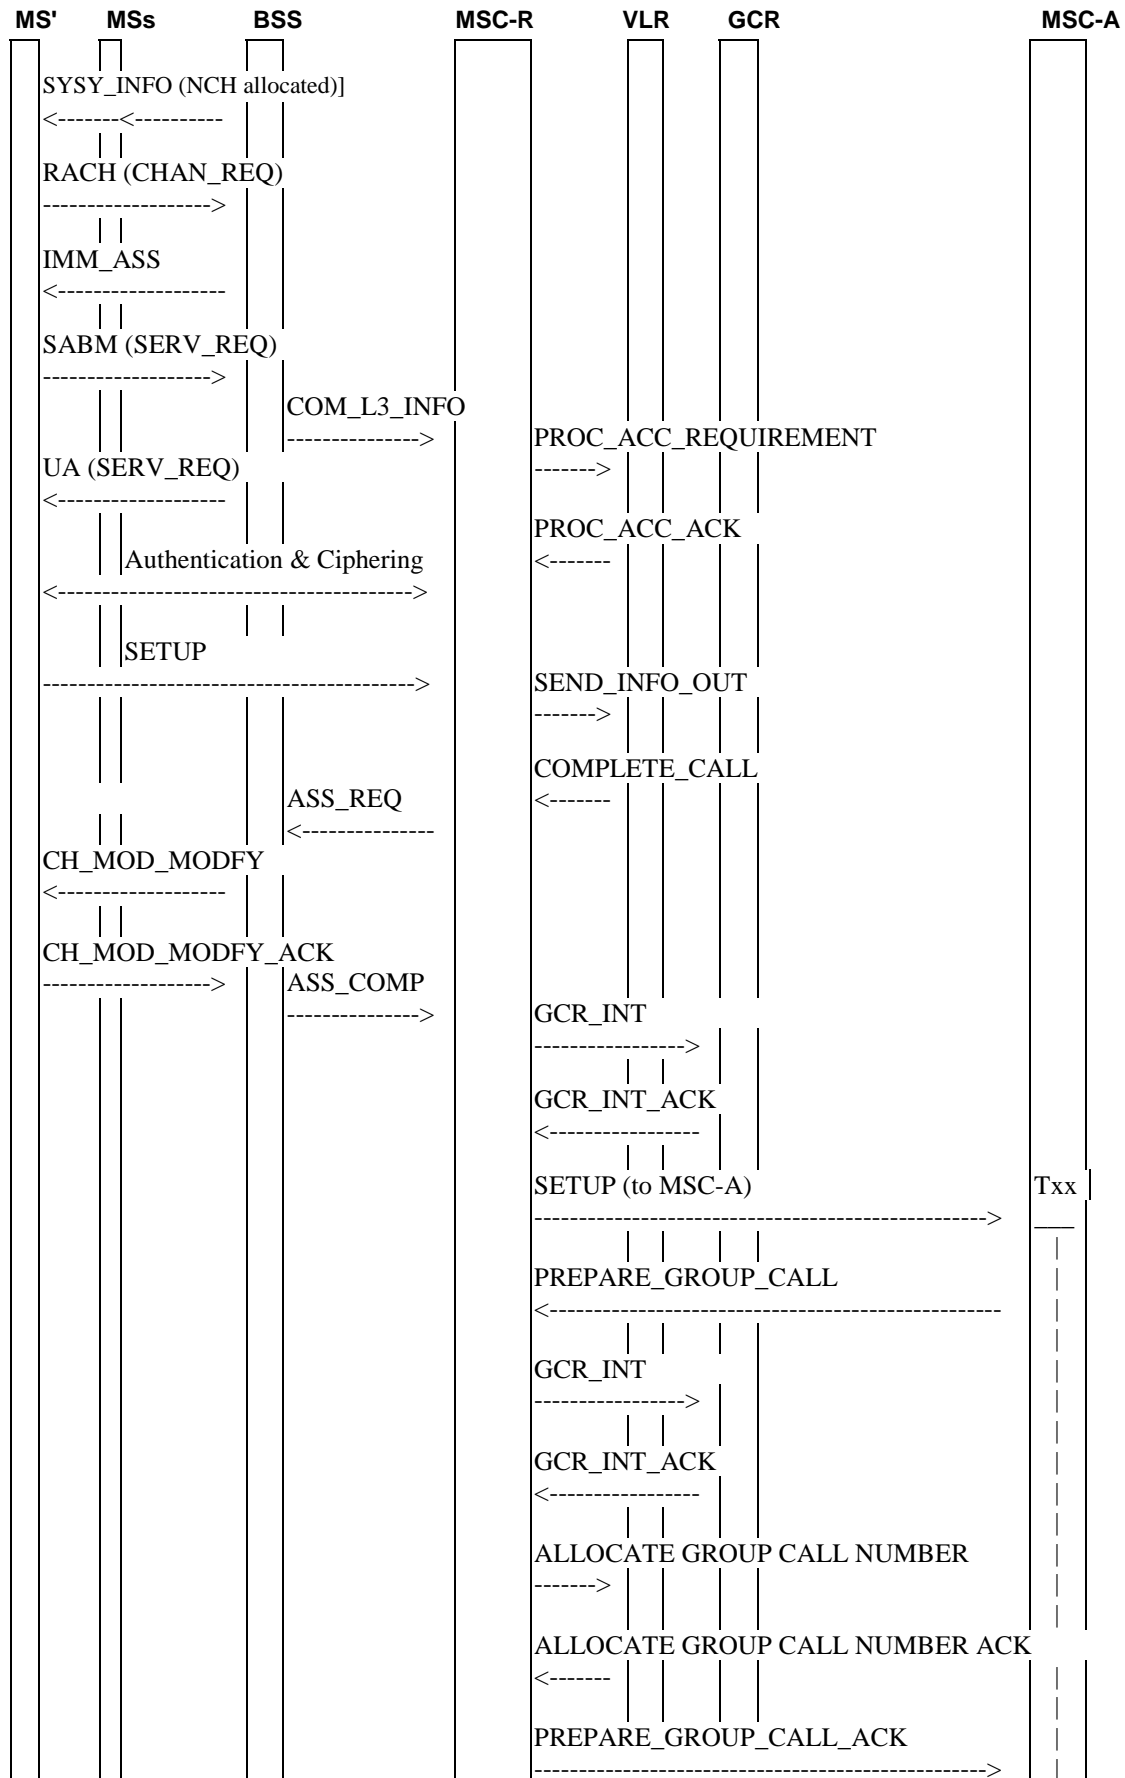 MS' MSs BSS MSC-R VLR GCR MSC-A
SYSY_INFO (NCH allocated)]
<-------<----------
RACH (CHAN_REQ)
------------------->
IMM_ASS
<-------------------
SABM (SERV_REQ)
------------------->
COM_L3_INFO
---------------> PROC_ACC_REQUIREMENT
UA (SERV_REQ) ------->
<-------------------
PROC_ACC_ACK
Authentication & Ciphering <-------
<---------------------------------------->
SETUP
------------------------------------------> SEND_INFO_OUT
------->
COMPLETE_CALL
ASS_REQ <-------
<---------------
CH_MOD_MODFY
<-------------------
CH_MOD_MODFY_ACK
-------------------> ASS_COMP
---------------> GCR_INT
----------------->
GCR_INT_ACK
<-----------------
SETUP (to MSC-A) Txx
---------------------------------------------------> ___
PREPARE_GROUP_CALL
<---------------------------------------------------
GCR_INT
----------------->
GCR_INT_ACK
<-----------------
ALLOCATE GROUP CALL NUMBER
------->
ALLOCATE GROUP CALL NUMBER ACK
<-------
PREPARE_GROUP_CALL_ACK
--------------------------------------------------->